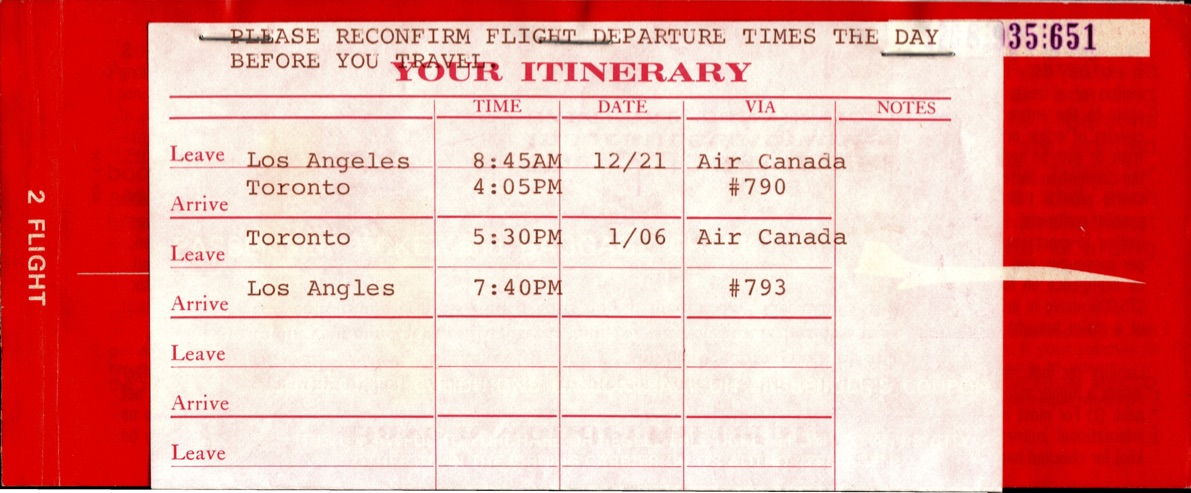 PLEASE RECONFIRM FLIGHT DEPARTURE TIMES THE DAY
935:651
BEFORE YOU TRAVEL.
YOUR ITINERARY
TIME DATE VIA NOTES
Leave Los Angeles 8:45AM 12/21 Air Canada
Toronto 4:05PM #790
Arrive
Toronto 5:30PM 1/06 Air Canada
Leave
Los Angles 7:40PM #793
Arrive
Leave
Arrive
Leave
2 FLIGHT